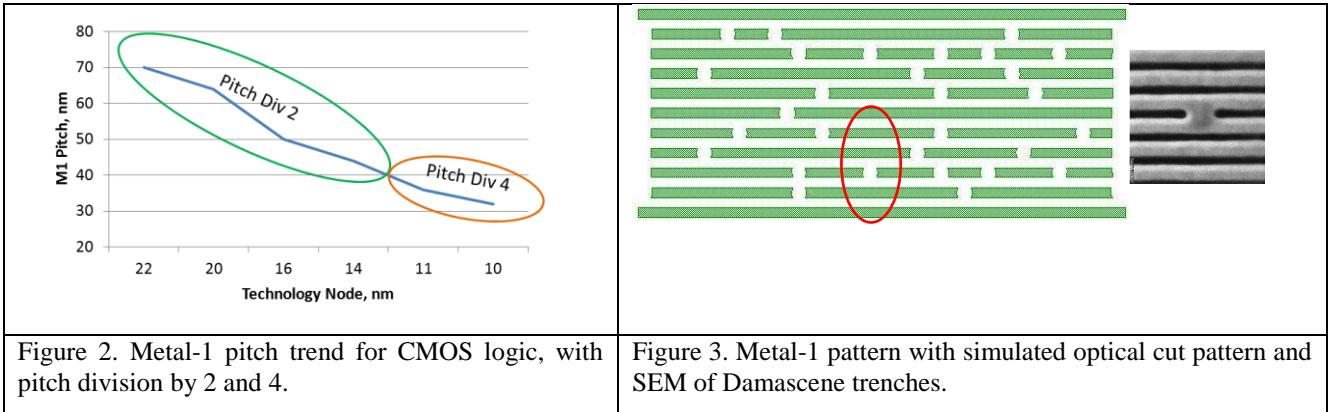 80
70
60
50
40
30
20
M1 Pitch, nm
Pitch Div 2
Pitch Div 4
22 20 16 14 11 10
Technology Node, nm
Figure 2. Metal-1 pitch trend for CMOS logic, with
pitch division by 2 and 4.
Figure 3. Metal-1 pattern with simulated optical cut pattern and
SEM of Damascene trenches.